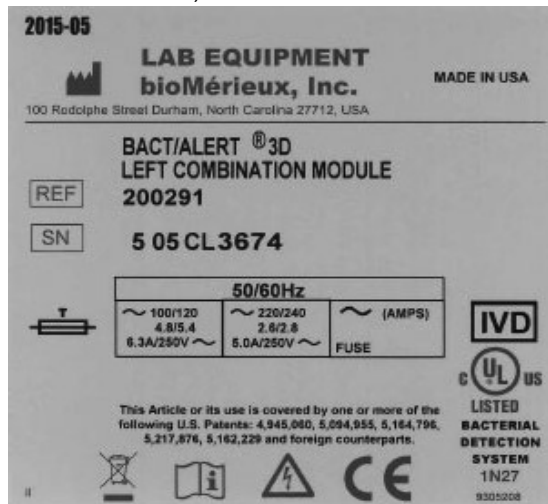 2015-05
LAB EQUIPMENT
bioMérieux, Inc.
MADE IN USA
100 Rodolphe Street Durham, North Carolina 27712, USA
BACT/ALERT ® 3D
LEFT COMBINATION MODULE
REF 200291
SN 5 05 CL 3674
50/60Hz
T
~ 100/120 ~ 220/240 ~ (AMPS)
4.8/5.4 2.6/2.8
6.3A/250V ~ 5.0A/250V ~ FUSE
IVD
C UL US
LISTED
BACTERIAL
DETECTION
SYSTEM
1N27
9305208
This Article or its use is covered by one or more of the
following U.S. Patents: 4,945,060, 5,094,955, 5,164,796,
5,217,876, 5,162,229 and foreign counterparts.
i
CE